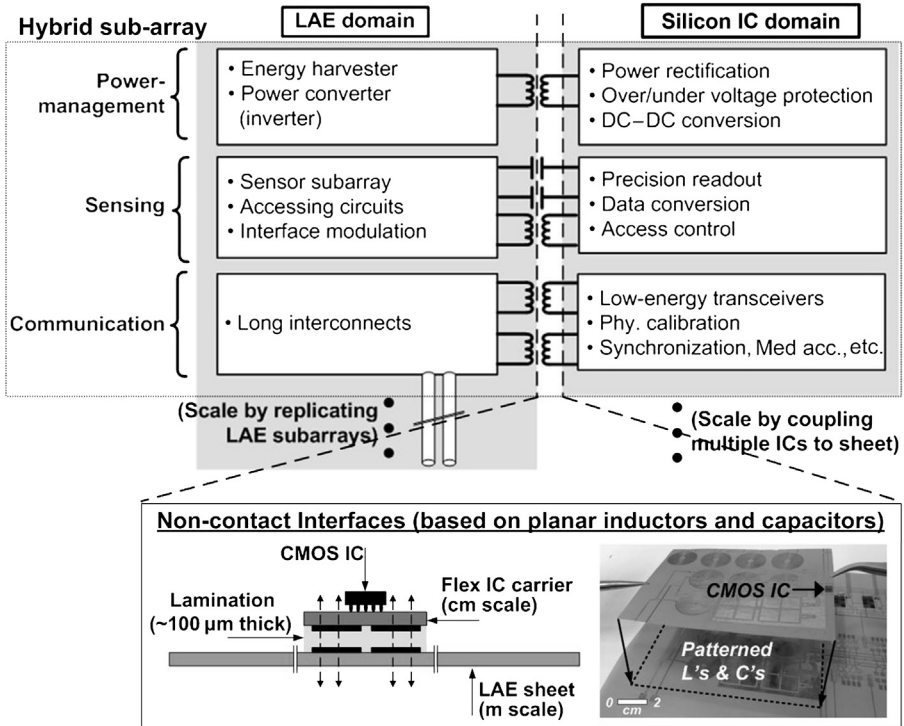 Hybrid sub-array
LAE domain
Silicon IC domain
Power-
management
• Energy harvester
• Power converter
(inverter)
• Power rectification
• Over/under voltage protection
• DC–DC conversion
Sensing
• Sensor subarray
• Accessing circuits
• Interface modulation
• Precision readout
• Data conversion
• Access control
Communication
• Long interconnects
• Low-energy transceivers
• Phy. calibration
• Synchronization, Med acc., etc.
(Scale by replicating
LAE subarrays)
(Scale by coupling
multiple ICs to sheet)
Non-contact Interfaces (based on planar inductors and capacitors)
CMOS IC
Lamination
(~100 µm thick)
Flex IC carrier
(cm scale)
LAE sheet
(m scale)
CMOS IC
Patterned
L's & C's
0 2
cm